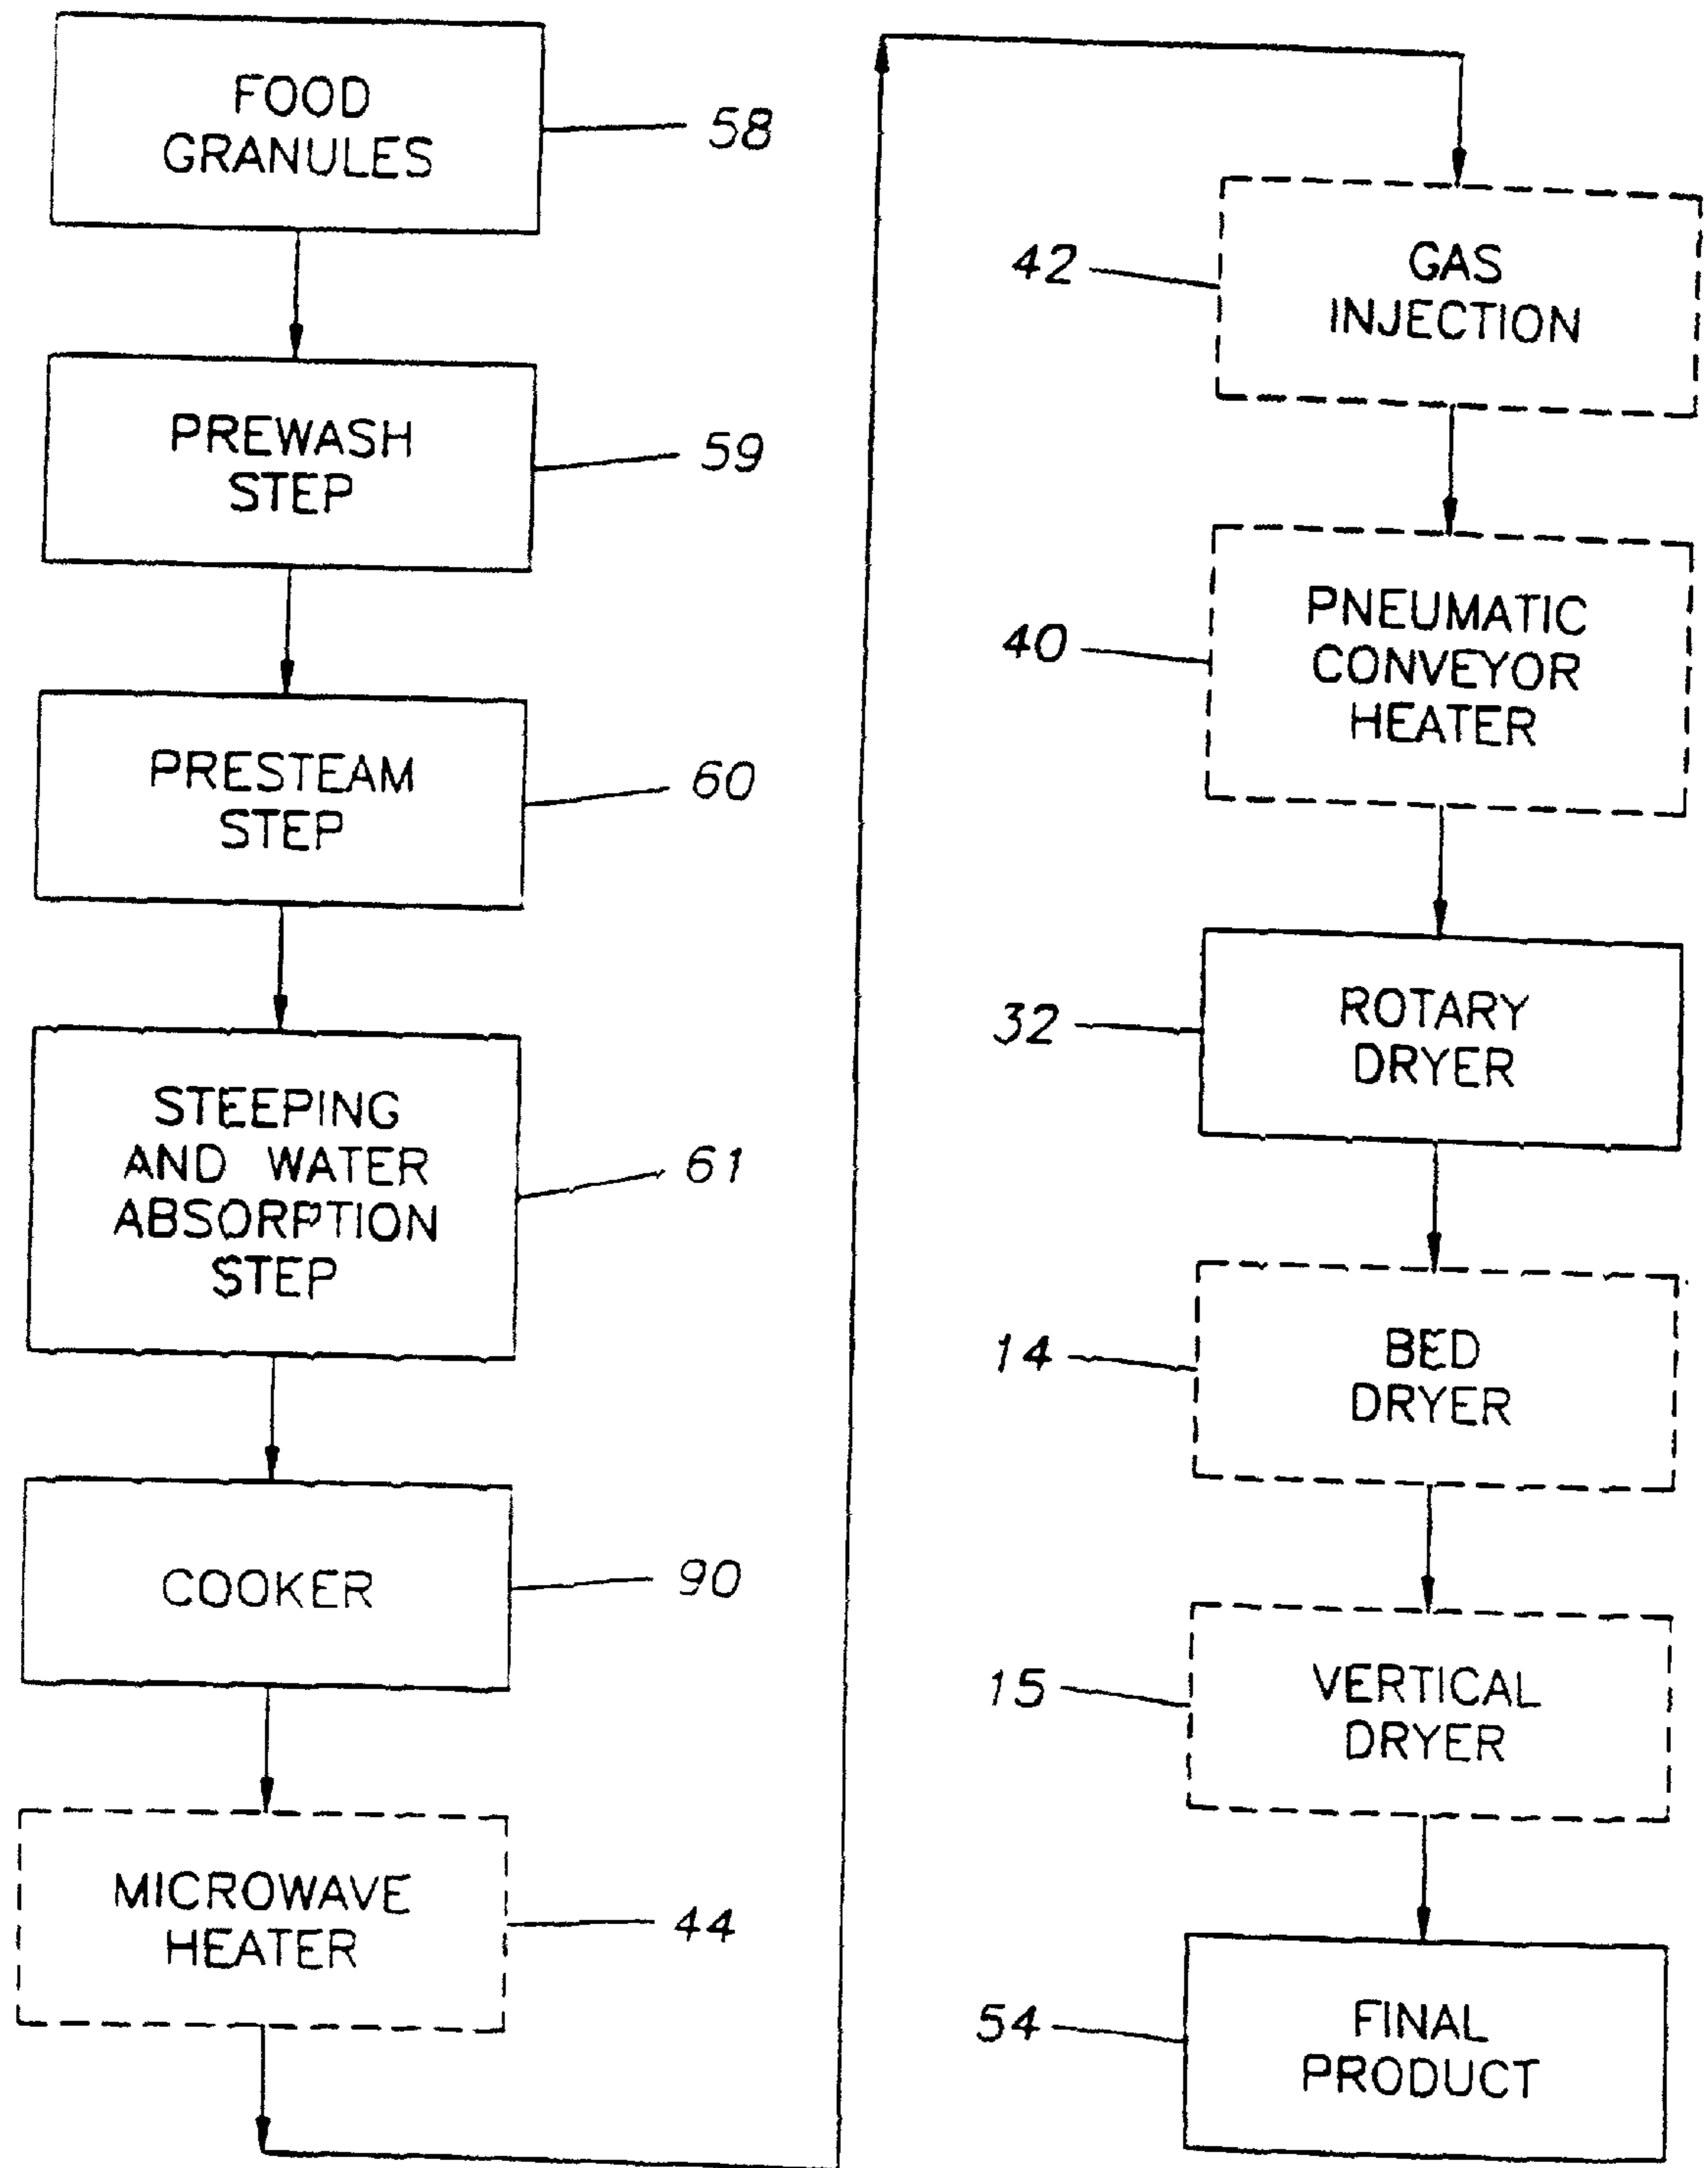 FOOD
GRANULES
58
PREWASH
STEP
59
PRESTEAM
STEP
60
STEEPING
AND WATER
ABSORPTION
STEP
61
COOKER
90
MICROWAVE
HEATER
44
GAS
INJECTION
42
PNEUMATIC
CONVEYOR
HEATER
40
ROTARY
DRYER
32
BED
DRYER
14
VERTICAL
DRYER
15
FINAL
PRODUCT
54